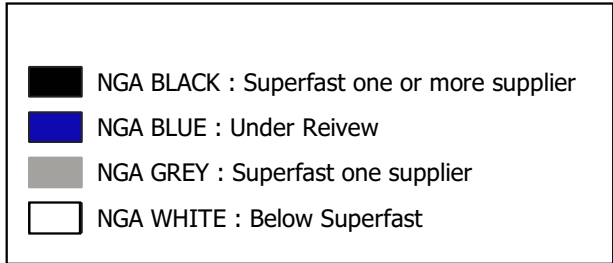 NGA BLACK : Superfast one or more supplier
NGA BLUE : Under Reivew
NGA GREY : Superfast one supplier
NGA WHITE : Below Superfast